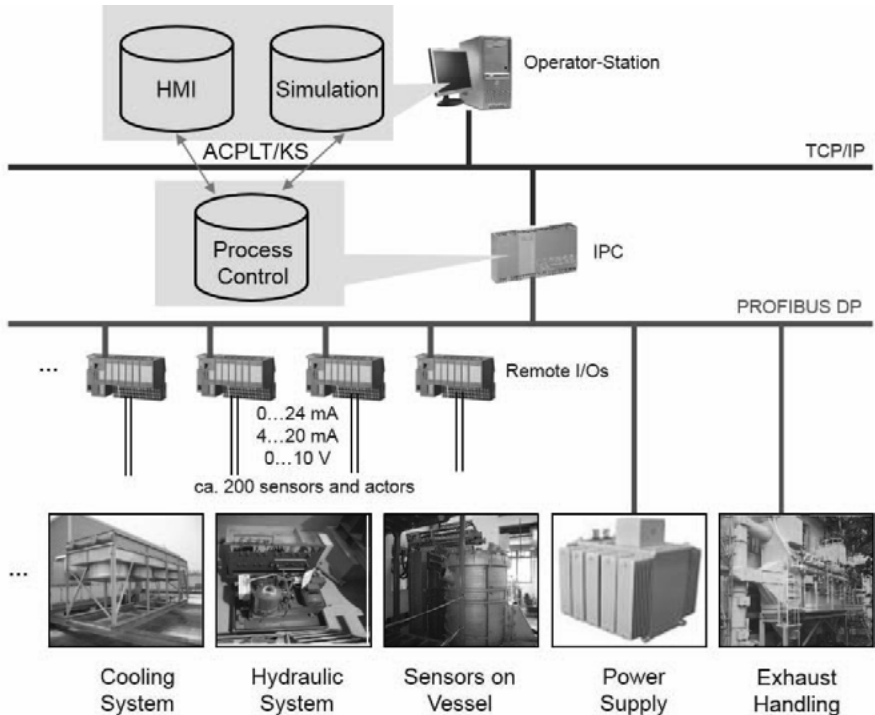 HMI
Simulation
Operator-Station
ACPLT/KS
TCP/IP
Process
Control
IPC
PROFIBUS DP
...
Remote I/Os
0...24 mA
4...20 mA
0...10 V
ca. 200 sensors and actors
...
Cooling
System
Hydraulic
System
Sensors on
Vessel
Power
Supply
Exhaust
Handling